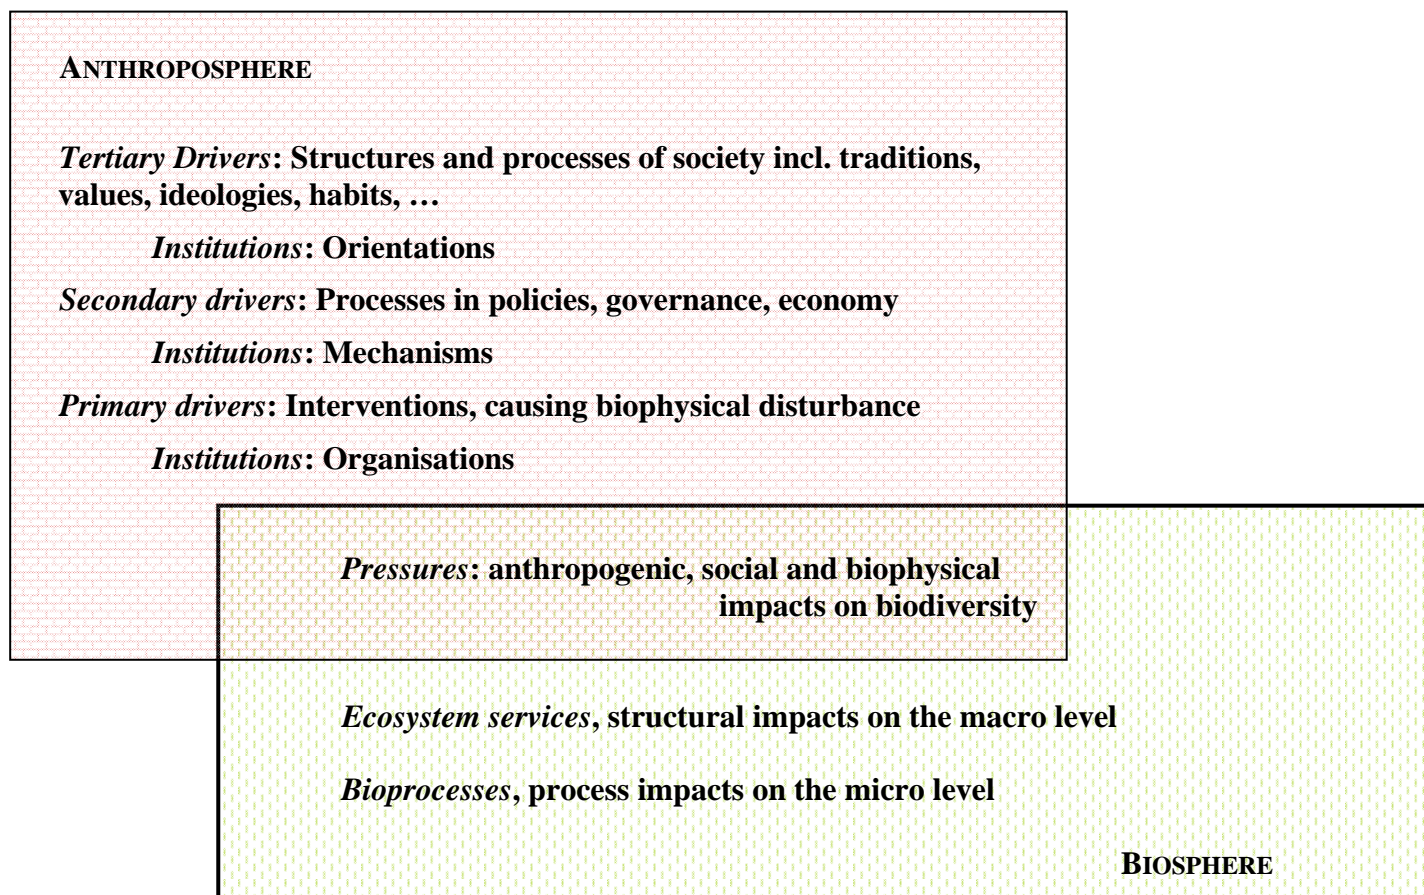 ANTHROPOSPHERE
Tertiary Drivers: Structures and processes of society incl. traditions,
values, ideologies, habits, …
Institutions: Orientations
Secondary drivers: Processes in policies, governance, economy
Institutions: Mechanisms
Primary drivers: Interventions, causing biophysical disturbance
Institutions: Organisations
Pressures: anthropogenic, social and biophysical
impacts on biodiversity
Ecosystem services, structural impacts on the macro level
Bioprocesses, process impacts on the micro level
BIOSPHERE